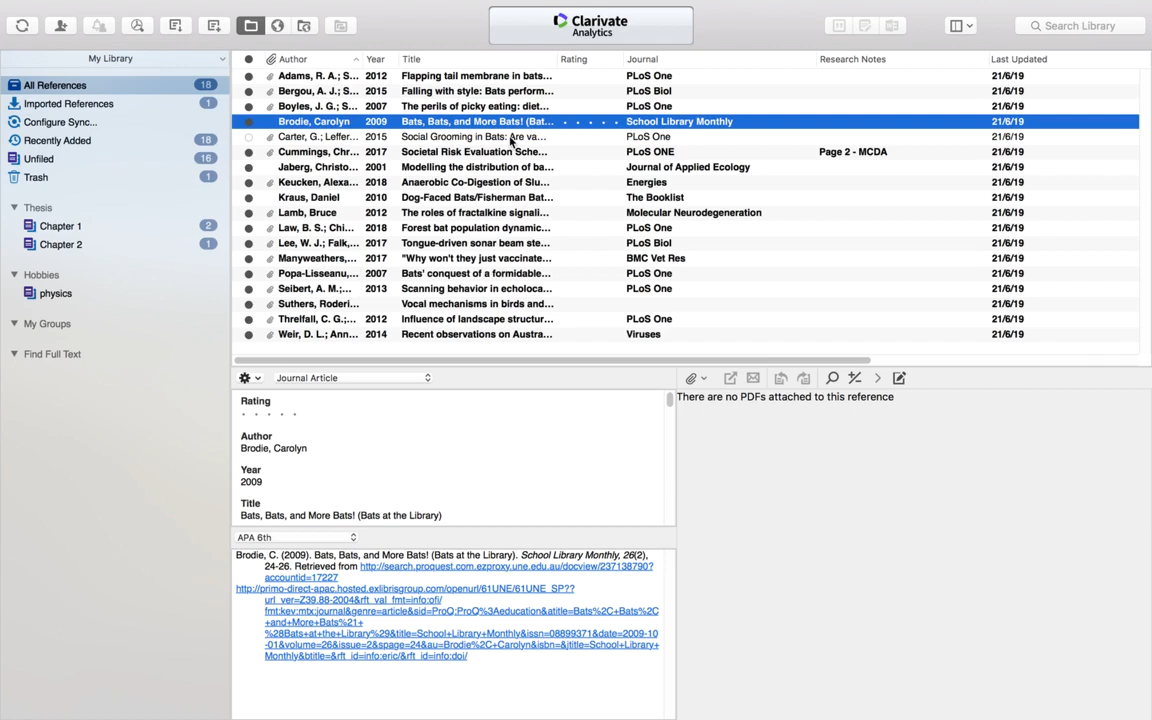 Clarivate
Analytics
Search Library
My Library
All References 18
Imported References 1
Configure Sync...
Recently Added 18
Unfiled 16
Trash 1
Thesis
Chapter 1 2
Chapter 2 1
Hobbies
physics
My Groups
Find Full Text
Author Year Title Rating Journal Research Notes Last Updated
Adams, R. A.; S... 2012 Flapping tail membrane in bats... PLoS One 21/6/19
Bergou, A. J.; S... 2015 Falling with style: Bats perform... PLoS Biol 21/6/19
Boyles, J. G.; S... 2007 The perils of picky eating: diet... PLoS One 21/6/19
Brodie, Carolyn 2009 Bats, Bats, and More Bats! (Bat... School Library Monthly 21/6/19
Carter, G.; Leffer... 2015 Social Grooming in Bats: Are va... PLoS One 21/6/19
Cummings, Chr... 2017 Societal Risk Evaluation Sche... PLoS ONE Page 2 - MCDA 21/6/19
Jaberg, Christo... 2001 Modelling the distribution of ba... Journal of Applied Ecology 21/6/19
Keucken, Alexa... 2018 Anaerobic Co-Digestion of Slu... Energies 21/6/19
Kraus, Daniel 2010 Dog-Faced Bats/Fisherman Bat... The Booklist 21/6/19
Lamb, Bruce 2012 The roles of fractalkine signali... Molecular Neurodegeneration 21/6/19
Law, B. S.; Chi... 2018 Forest bat population dynamic... PLoS One 21/6/19
Lee, W. J.; Falk,... 2017 Tongue-driven sonar beam ste... PLoS Biol 21/6/19
Manyweathers,... 2017 "Why won't they just vaccinate... BMC Vet Res 21/6/19
Popa-Lisseanu,... 2007 Bats' conquest of a formidable... PLoS One 21/6/19
Seibert, A. M.;... 2013 Scanning behavior in echoloca... PLoS One 21/6/19
Suthers, Roderi... Vocal mechanisms in birds and... 21/6/19
Threlfall, C. G.;... 2012 Influence of landscape structur... PLoS One 21/6/19
Weir, D. L.; Ann... 2014 Recent observations on Austra... Viruses 21/6/19
Journal Article
There are no PDFs attached to this reference
Rating
Author
Brodie, Carolyn
Year
2009
Title
Bats, Bats, and More Bats! (Bats at the Library)
APA 6th
Brodie, C. (2009). Bats, Bats, and More Bats! (Bats at the Library). School Library Monthly, 26(2),
24-26. Retrieved from http://search.proquest.com.ezproxy.une.edu.au/docview/237138790?
accountid=17227
http://primo-direct-apac.hosted.exlibrisgroup.com/openurl/61UNE/61UNE_SP??
url_ver=Z39.88-2004&rft_val_fmt=info:ofi/
fmt:kev:mtx:journal&genre=article&sid=ProQ:ProQ%3Aeducation&atitle=Bats%2C+Bats%2C
+and+More+Bats%21+
%28Bats+at+the+Library%29&title=School+Library+Monthly&issn=08899371&date=2009-10
-01&volume=26&issue=2&spage=24&au=Brodie%2C+Carolyn&isbn=&jtitle=School+Library+
Monthly&btitle=&rft_id=info:eric/&rft_id=info:doi/